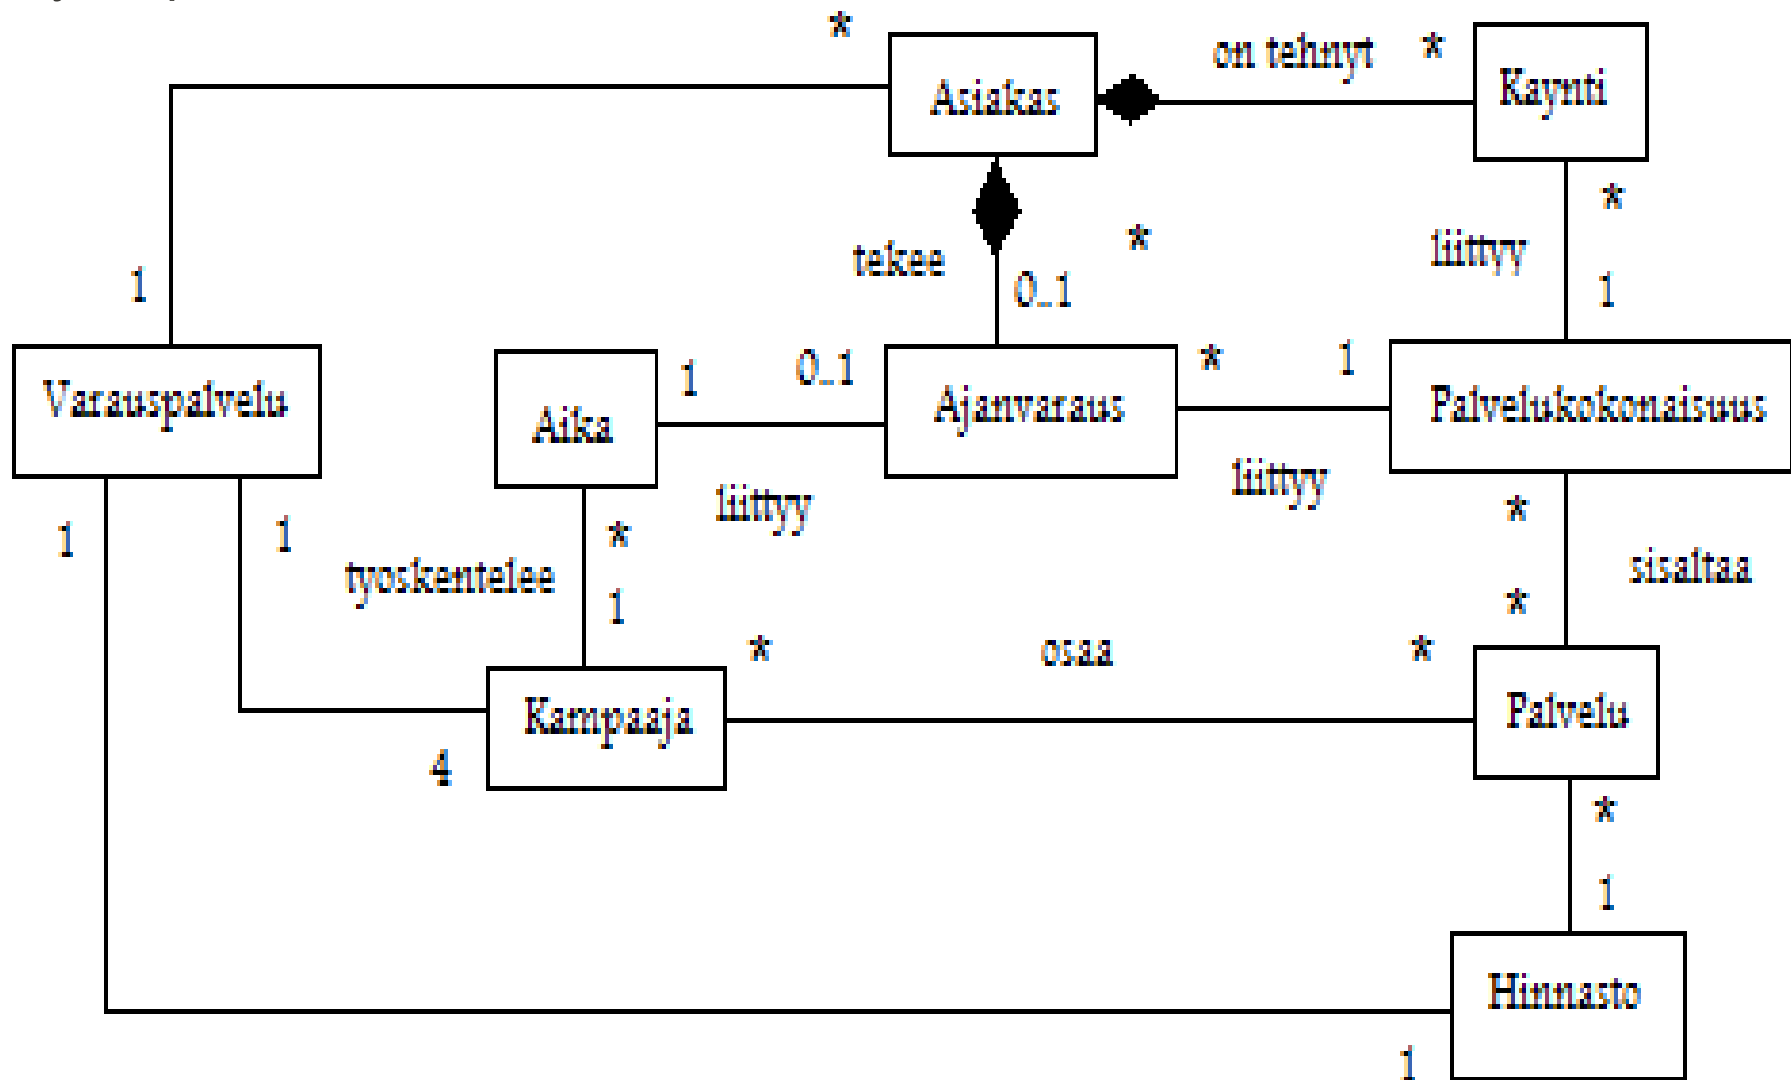 *
on tehnyt
*
Asiakas
Kaynti
*
*
liittyy
tekee
1
0..1
1
Varauspalvelu
Aika
1
0..1
Ajanvaraus
*
1
Palvelukokonaisuus
liittyy
liittyy
1
1
*
*
tyoskentelee
sisaltaa
1
*
*
osaa
*
Kampaaja
Palvelu
4
*
1
Hinnasto
1